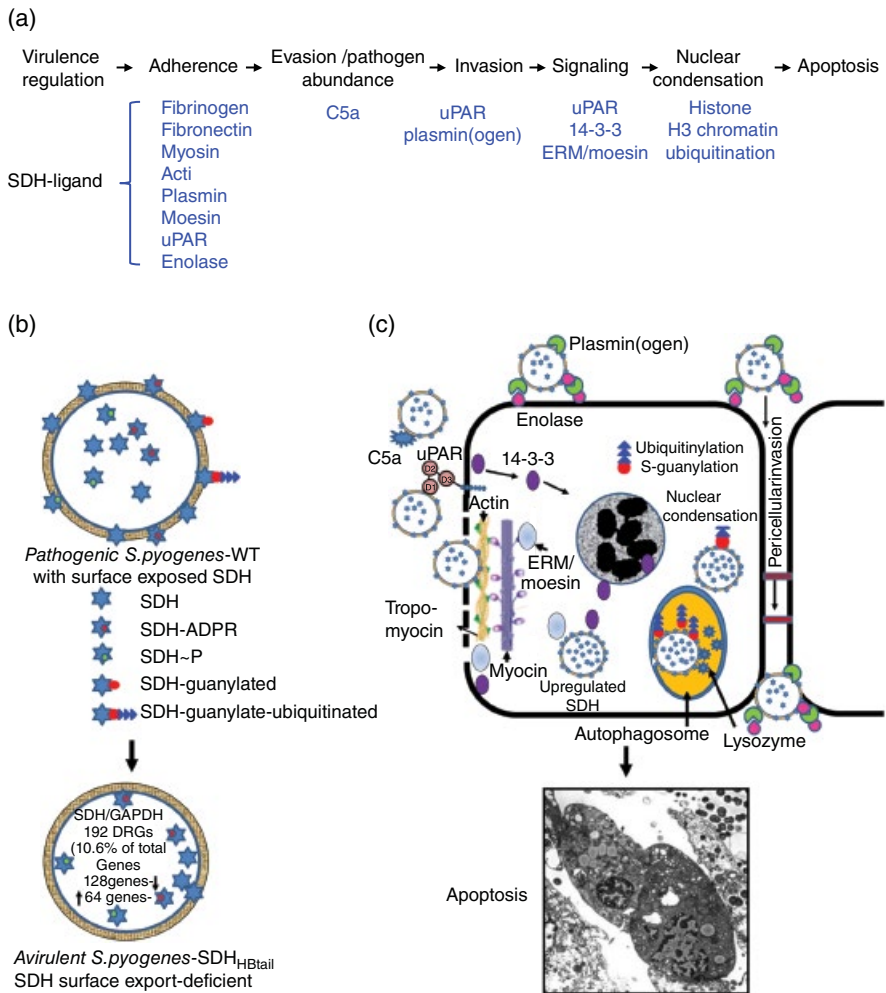 (a)
Virulence regulation → Adherence → Evasion /pathogen abundance → Invasion → Signaling → Nuclear condensation → Apoptosis
SDH-ligand
Fibrinogen
Fibronectin
Myosin
Acti
Plasmin
Moesin
uPAR
Enolase
C5a
uPAR
plasmin(ogen)
uPAR
14-3-3
ERM/moesin
Histone
H3 chromatin
ubiquitination
(b)
Pathogenic S.pyogenes-WT
with surface exposed SDH
SDH
SDH-ADPR
SDH~P
SDH-guanylated
SDH-guanylate-ubiquitinated
SDH/GAPDH
192 DRGs
(10.6% of total
Genes
128genes-↓
↑64 genes-
Avirulent S.pyogenes-SDHHBtail
SDH surface export-deficient
(c)
Plasmin(ogen)
Enolase
C5a
uPAR
D2
D3
D1
14-3-3
Actin
Ubiquitinylation
S-guanylation
Nuclear
condensation
Pericellularinvasion
ERM/
moesin
Tropo-
myocin
Myocin
Upregulated
SDH
Autophagosome
Lysozyme
Apoptosis